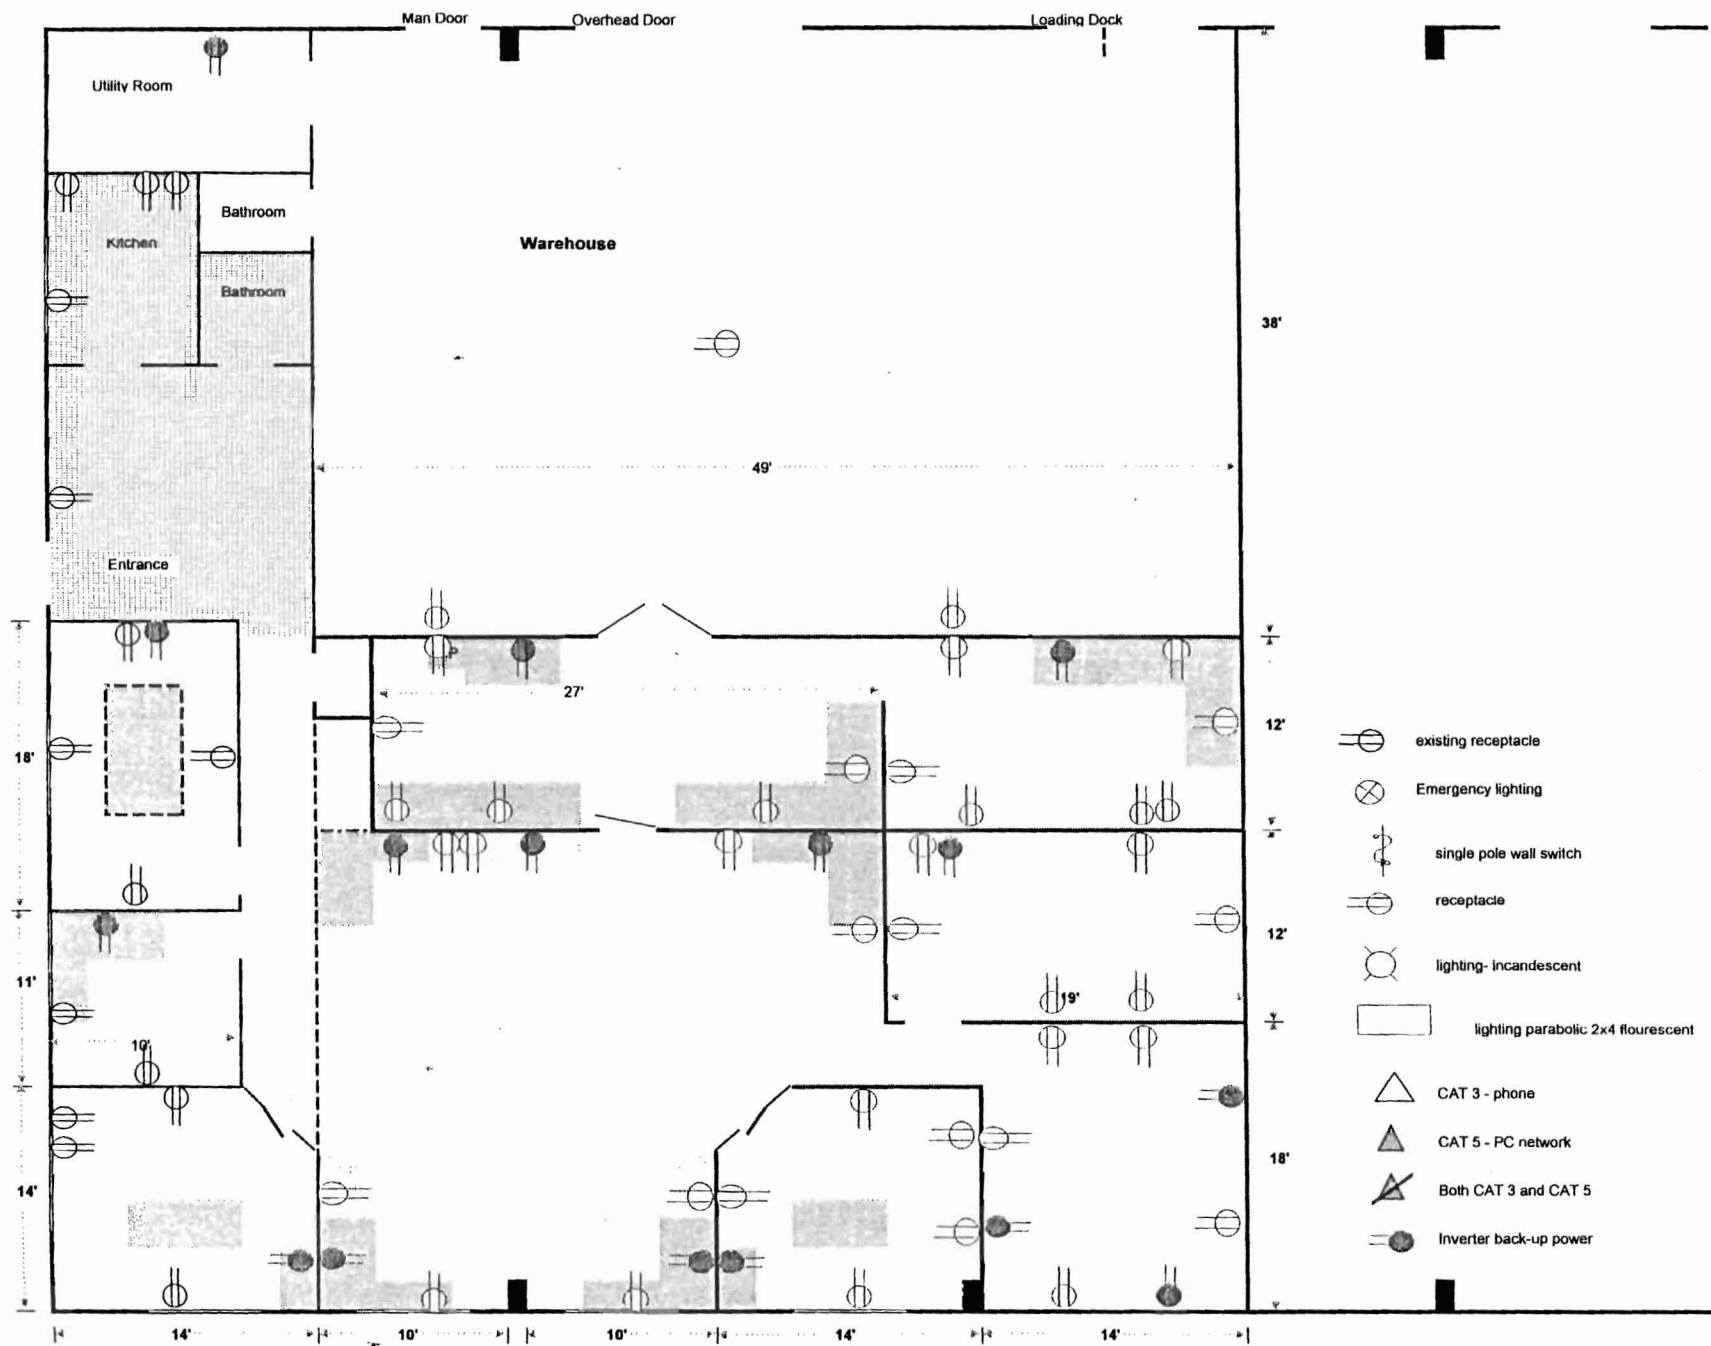 Man Door
Overhead Door
Loading Dock
Utility Room
Bathroom
Kitchen
Warehouse
Bathroom
38'
49'
Entrance
27'
12'
18'
existing receptacle
Emergency lighting
single pole wall switch
receptacle
12'
11'
lighting- incandescent
19'
lighting parabolic 2x4 flourescent
10'
CAT 3 - phone
CAT 5 - PC network
18'
14'
Both CAT 3 and CAT 5
Inverter back-up power
14'
10'
10'
14'
14'